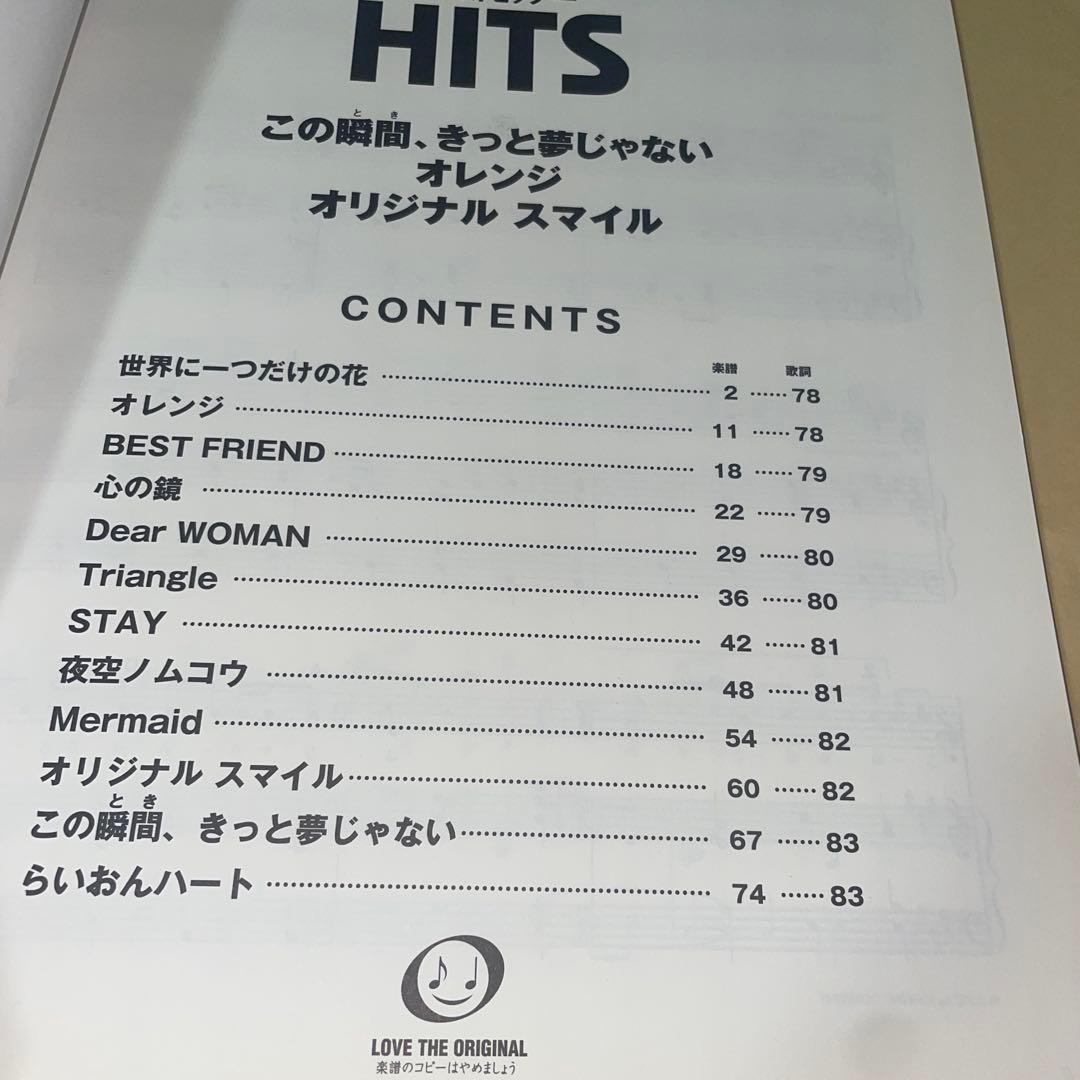 HITS
とき
この瞬間、きっと夢じゃない
オレンジ
オリジナル スマイル
CONTENTS
楽譜 歌詞
世界に一つだけの花 2 78
オレンジ 11 78
BEST FRIEND 18 79
心の鏡 22 79
Dear WOMAN 29 80
Triangle 36 80
STAY 42 81
夜空ノムコウ 48 81
Mermaid 54 82
オリジナル スマイル 60 82
とき
この瞬間、きっと夢じゃない 67 83
らいおんハート 74 83
LOVE THE ORIGINAL
楽譜のコピーはやめましょう